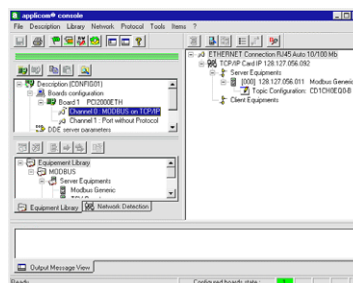 applicom® console
File Description Library Network Protocol Tools Items ?
Description (CONFIG01)
Boards configuration
Board 1 PCI2000ETH
Channel 0 : MODBUS on TCP/IP
Channel 1 : Port without Protocol
DDE server parameters
ETHERNET Connection RJ45 Auto 10/100 Mb
TCP/IP Card IP 128.127.056.092
Server Equipments
[000] 128.127.056.011 Modbus Generic
Topic Configuration: CD1CH0EQ0-B
Client Equipments
Equipement Library
MODBUS
Server Equipments
Modbus Generic
Equipment Library
Network Detection
Output Message View
Ready
Configured boards state :